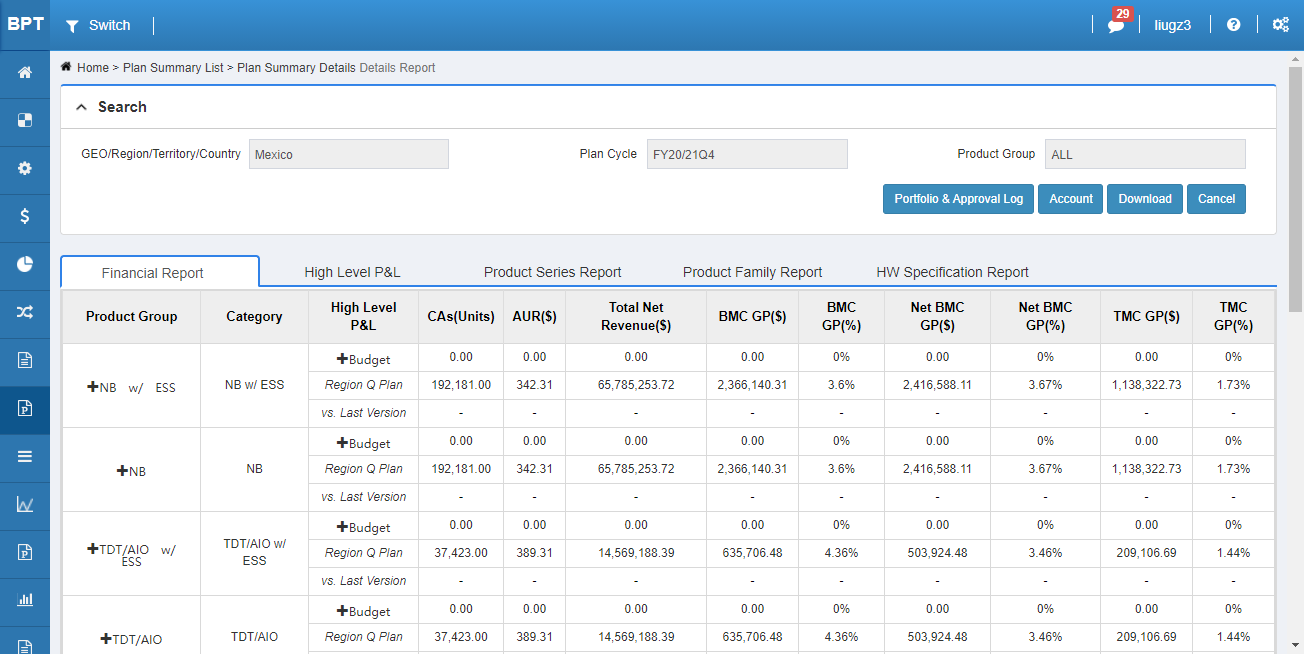 BPT
Switch
29
liugz3
Home > Plan Summary List > Plan Summary Details Details Report
Search
GEO/Region/Territory/Country Mexico Plan Cycle FY20/21Q4 Product Group ALL
Portfolio & Approval Log Account Download Cancel
Financial Report High Level P&L Product Series Report Product Family Report HW Specification Report
Product Group Category High Level P&L CAs(Units) AUR($) Total Net Revenue($) BMC GP($) BMC GP(%) Net BMC GP($) Net BMC GP(%) TMC GP($) TMC GP(%)
NB w/ ESS NB w/ ESS Budget 0.00 0.00 0.00 0.00 0% 0.00 0% 0.00 0%
Region Q Plan 192,181.00 342.31 65,785,253.72 2,366,140.31 3.6% 2,416,588.11 3.67% 1,138,322.73 1.73%
vs. Last Version - - - - - - - - -
NB NB Budget 0.00 0.00 0.00 0.00 0% 0.00 0% 0.00 0%
Region Q Plan 192,181.00 342.31 65,785,253.72 2,366,140.31 3.6% 2,416,588.11 3.67% 1,138,322.73 1.73%
vs. Last Version - - - - - - - - -
TDT/AIO w/ ESS TDT/AIO w/ ESS Budget 0.00 0.00 0.00 0.00 0% 0.00 0% 0.00 0%
Region Q Plan 37,423.00 389.31 14,569,188.39 635,706.48 4.36% 503,924.48 3.46% 209,106.69 1.44%
vs. Last Version - - - - - - - - -
TDT/AIO TDT/AIO Budget 0.00 0.00 0.00 0.00 0% 0.00 0% 0.00 0%
Region Q Plan 37,423.00 389.31 14,569,188.39 635,706.48 4.36% 503,924.48 3.46% 209,106.69 1.44%